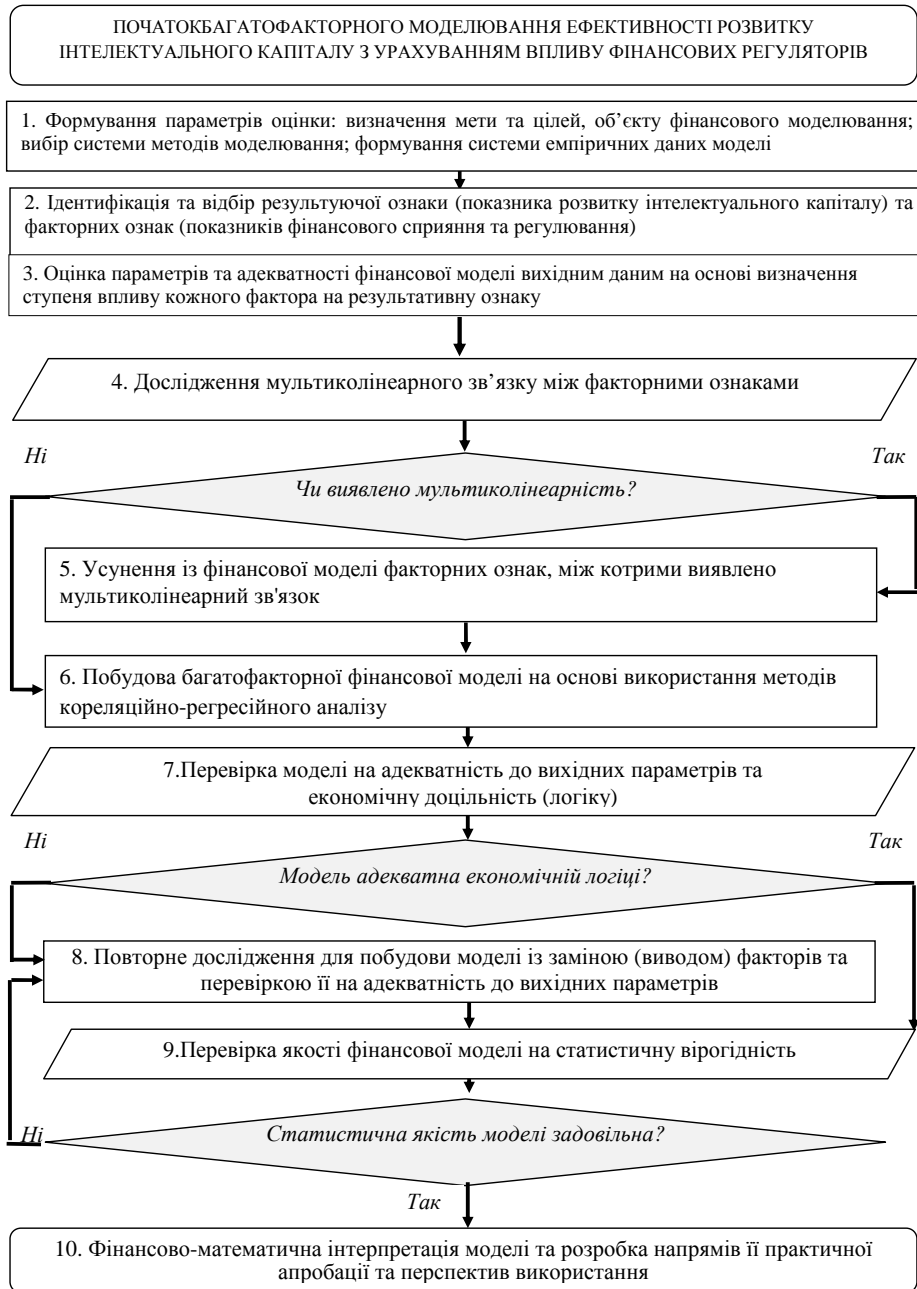 ПОЧАТОКБАГАТОФАКТОРНОГО МОДЕЛЮВАННЯ ЕФЕКТИВНОСТІ РОЗВИТКУ
ІНТЕЛЕКТУАЛЬНОГО КАПІТАЛУ З УРАХУВАННЯМ ВПЛИВУ ФІНАНСОВИХ РЕГУЛЯТОРІВ
1. Формування параметрів оцінки: визначення мети та цілей, об’єкту фінансового моделювання;
вибір системи методів моделювання; формування системи емпіричних даних моделі
2. Ідентифікація та відбір результуючої ознаки (показника розвитку інтелектуального капіталу) та
факторних ознак (показників фінансового сприяння та регулювання)
3. Оцінка параметрів та адекватності фінансової моделі вихідним даним на основі визначення
ступеня впливу кожного фактора на результативну ознаку
4. Дослідження мультиколінеарного зв’язку між факторними ознаками
Ні
Так
Чи виявлено мультиколінеарність?
5. Усунення із фінансової моделі факторних ознак, між котрими виявлено
мультиколінеарний зв'язок
6. Побудова багатофакторної фінансової моделі на основі використання методів
кореляційно-регресійного аналізу
7.Перевірка моделі на адекватність до вихідних параметрів та
економічну доцільність (логіку)
Ні
Так
Модель адекватна економічній логіці?
8. Повторне дослідження для побудови моделі із заміною (виводом) факторів та
перевіркою її на адекватність до вихідних параметрів
9.Перевірка якості фінансової моделі на статистичну вірогідність
Ні
Статистична якість моделі задовільна?
Так
10. Фінансово-математична інтерпретація моделі та розробка напрямів її практичної
апробації та перспектив використання